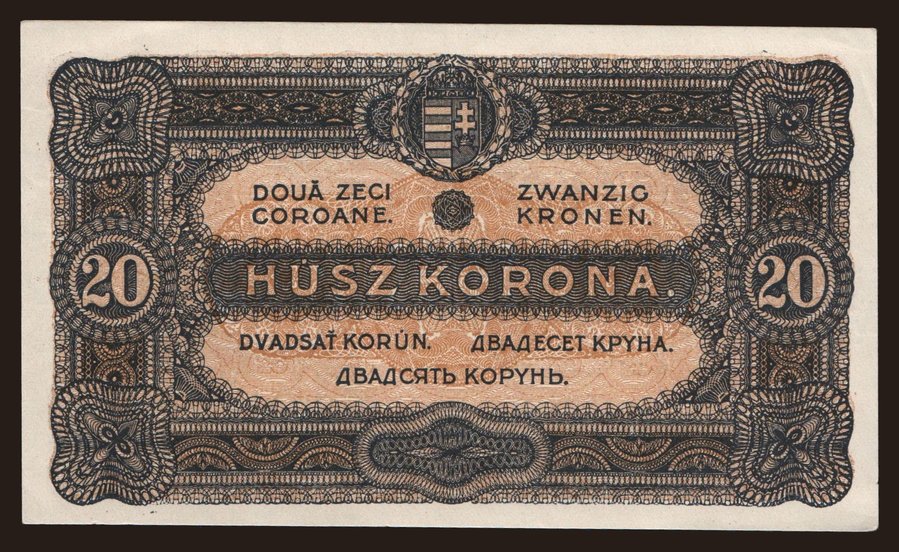 DOUĂ ZECI
COROANE.
ZWANZIG
KRONEN.
20
HÚSZ KORONA.
20
DVADSAŤ KORÚN.
ДВАДЕСЕТ КРУНА.
ДВАДСЯТЬ КОРУНЬ.